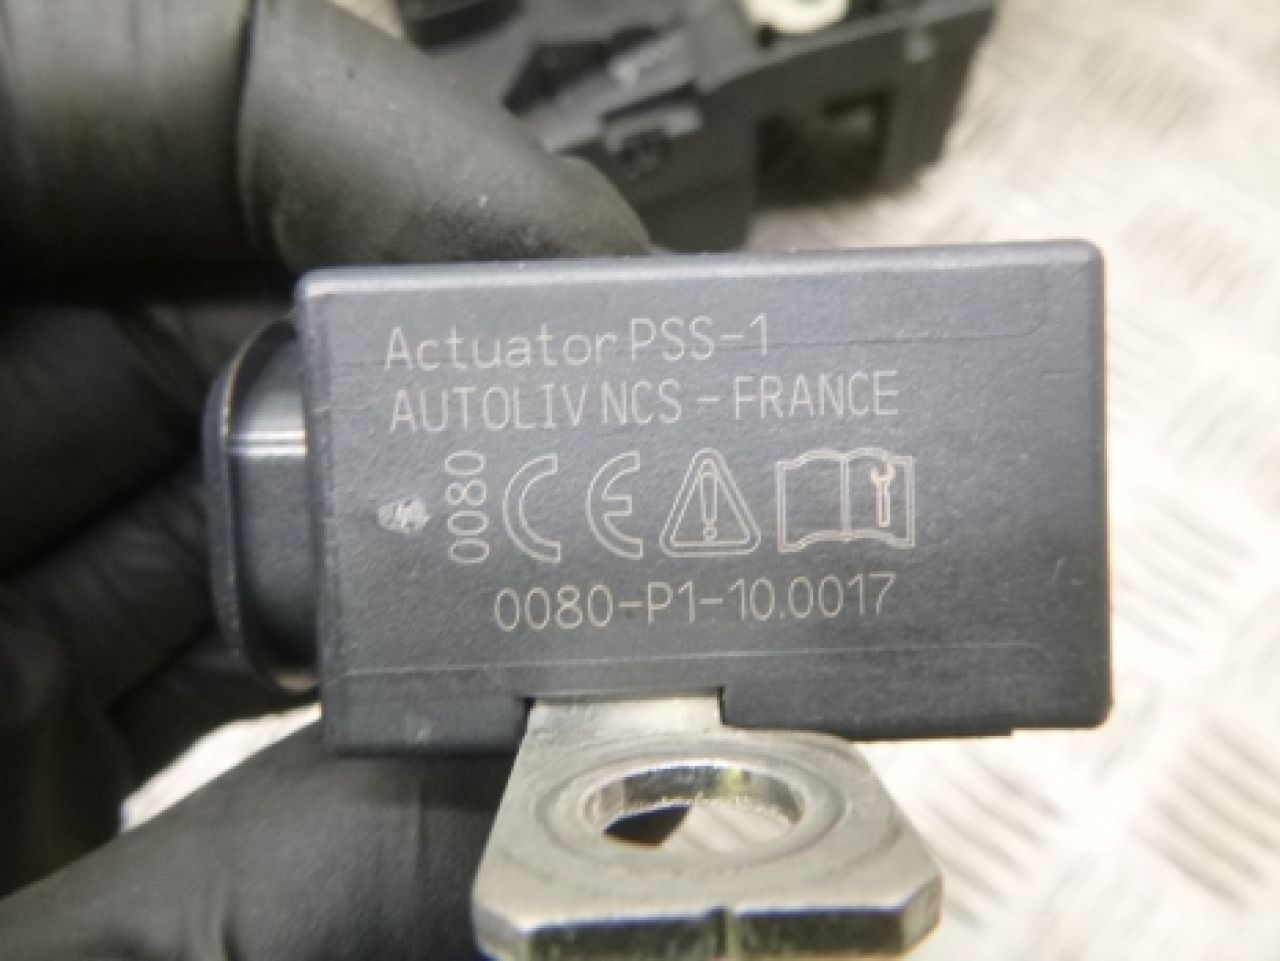 Actuator PSS-1
AUTOLIV NCS - FRANCE
0080 CE
0080-P1-10.0017